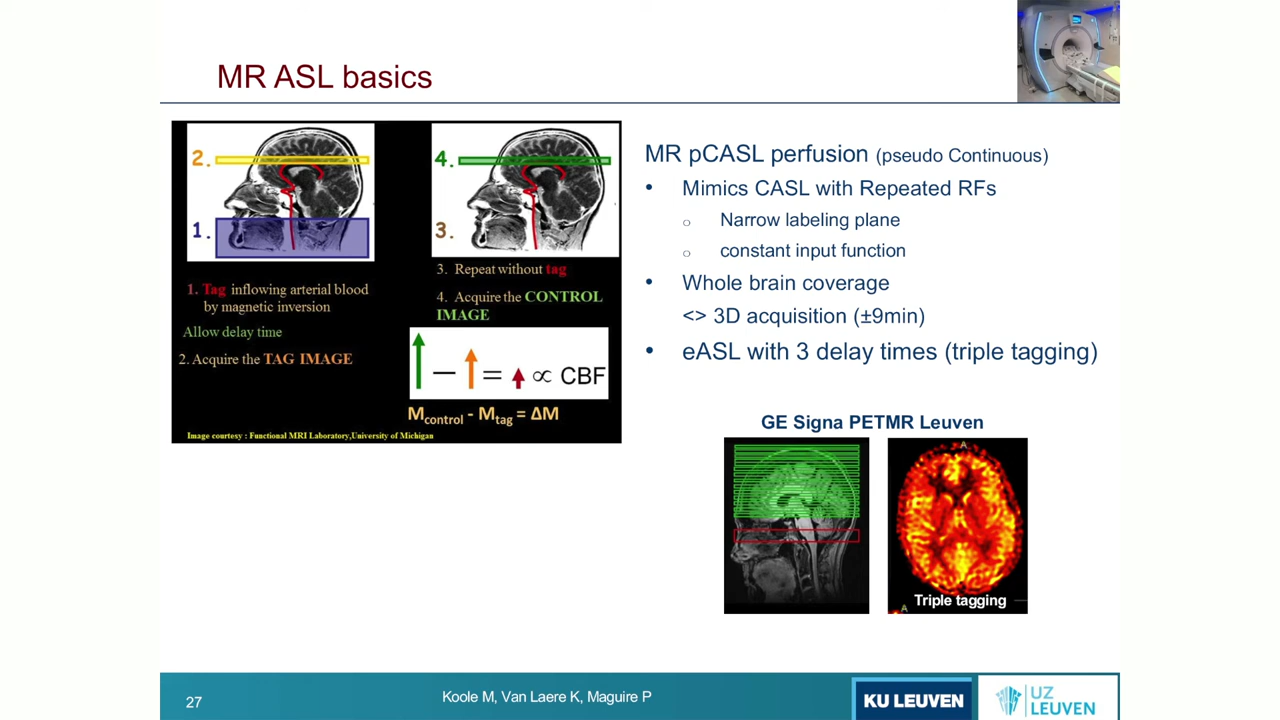 MR ASL basics
2.
1.
4.
3.
1. Tag inflowing arterial blood
by magnetic inversion
Allow delay time
2. Acquire the TAG IMAGE
3. Repeat without tag
4. Acquire the CONTROL
IMAGE
− = ∝ CBF
Mcontrol - Mtag = ΔM
Image courtesy : Functional MRI Laboratory,University of Michigan
MR pCASL perfusion (pseudo Continuous)
• Mimics CASL with Repeated RFs
○ Narrow labeling plane
○ constant input function
• Whole brain coverage
<> 3D acquisition (±9min)
• eASL with 3 delay times (triple tagging)
GE Signa PETMR Leuven
A
Triple tagging
A
27
Koole M, Van Laere K, Maguire P
KU LEUVEN
UZ
LEUVEN